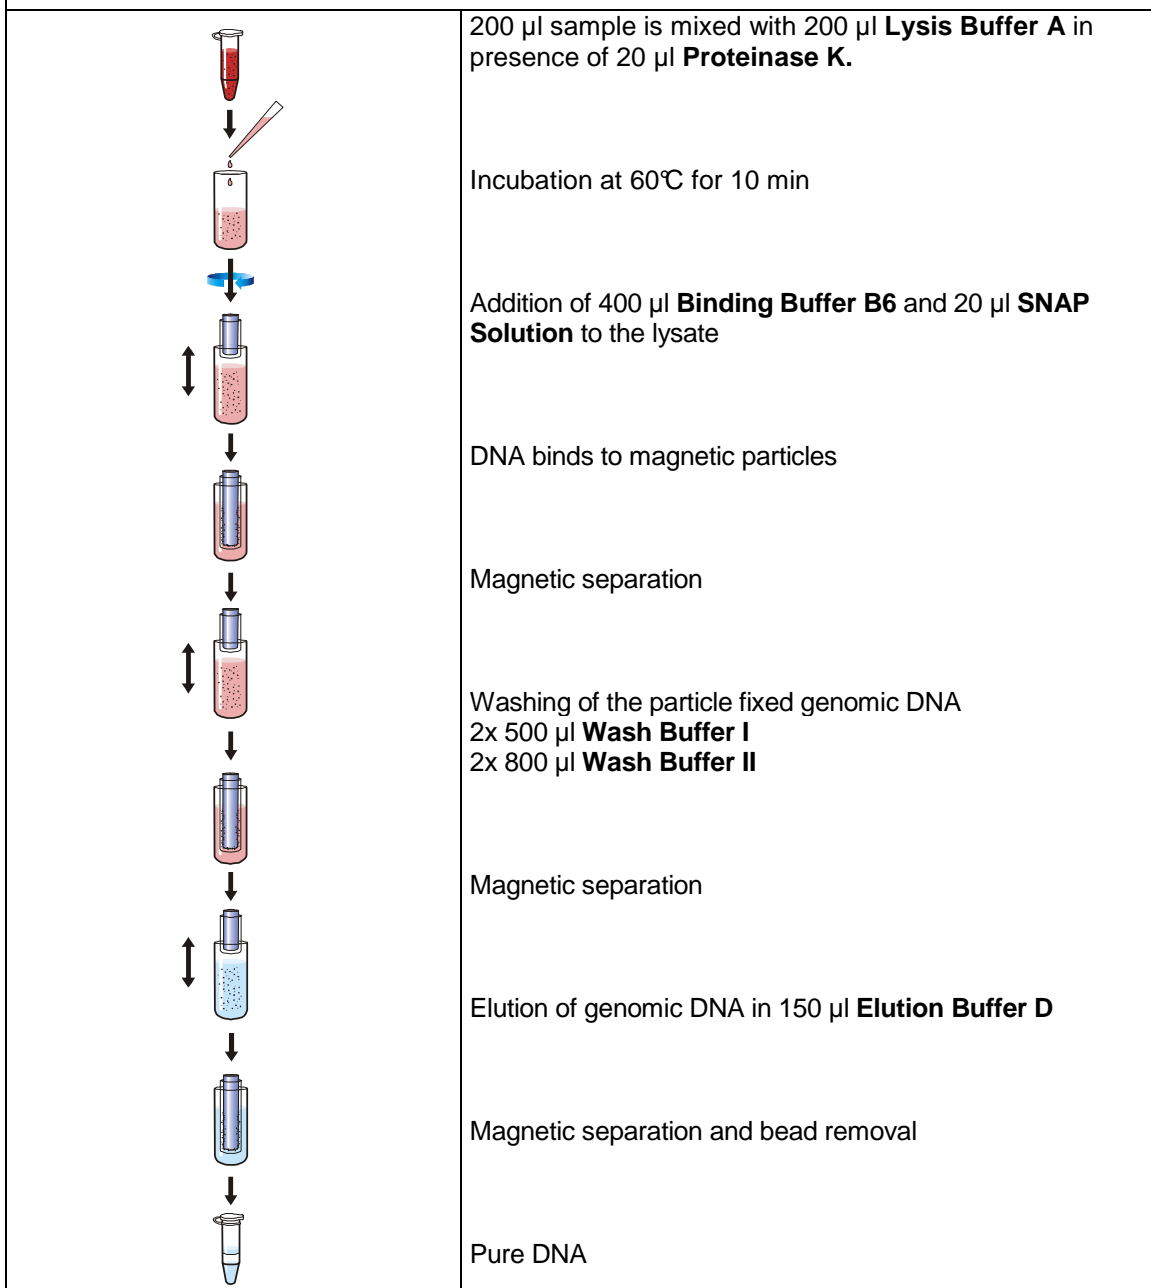 200 µl sample is mixed with 200 µl Lysis Buffer A in
presence of 20 µl Proteinase K.
Incubation at 60°C for 10 min
Addition of 400 µl Binding Buffer B6 and 20 µl SNAP
Solution to the lysate
DNA binds to magnetic particles
Magnetic separation
Washing of the particle fixed genomic DNA
2x 500 µl Wash Buffer I
2x 800 µl Wash Buffer II
Magnetic separation
Elution of genomic DNA in 150 µl Elution Buffer D
Magnetic separation and bead removal
Pure DNA